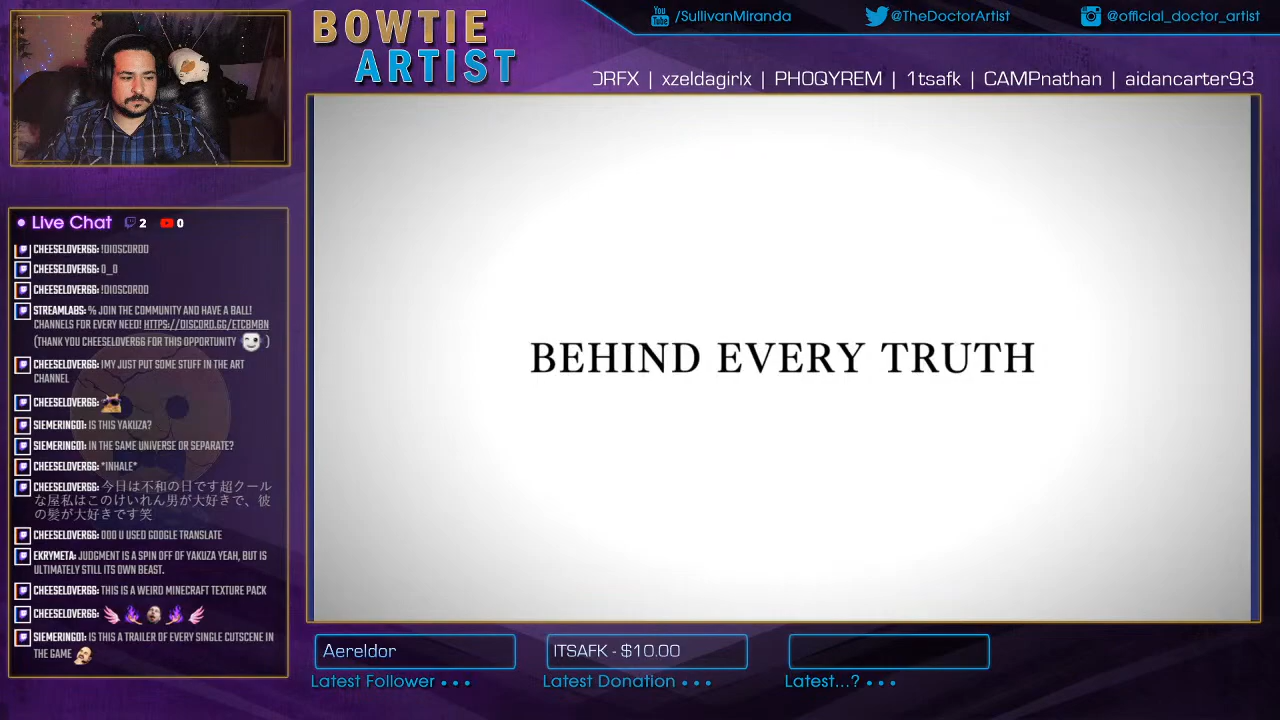 BOWTIE
ARTIST
/SullivanMiranda
@TheDoctorArtist
@official_doctor_artist
ORFX | xzeldagirlx | PH0QYREM | 1tsafk | CAMPnathan | aidancarter93
Live Chat 2 0
CHEESELOVER66: !DIOSCORDD
CHEESELOVER66: O_O
CHEESELOVER66: !DIOSCORDD
STREAMLABS: % JOIN THE COMMUNITY AND HAVE A BALL!
CHANNELS FOR EVERY NEED! HTTPS://DISCORD.GG/ETCBMBN
(THANK YOU CHEESELOVER66 FOR THIS OPPORTUNITY )
CHEESELOVER66: IMY JUST PUT SOME STUFF IN THE ART
CHANNEL
CHEESELOVER66:
SIEMERING01: IS THIS YAKUZA?
SIEMERING01: IN THE SAME UNIVERSE OR SEPARATE?
CHEESELOVER66: *INHALE*
CHEESELOVER66: 今日は不和の日です超クール
な屋私はこのけいれん男が大好きで、彼
の髪が大好きです笑
CHEESELOVER66: OOO U USED GOOGLE TRANSLATE
EKRYMETA: JUDGMENT IS A SPIN OFF OF YAKUZA YEAH, BUT IS
ULTIMATELY STILL ITS OWN BEAST.
CHEESELOVER66: THIS IS A WEIRD MINECRAFT TEXTURE PACK
CHEESELOVER66:
SIEMERING01: IS THIS A TRAILER OF EVERY SINGLE CUTSCENE IN
THE GAME
BEHIND EVERY TRUTH
Aereldor
Latest Follower • • •
ITSAFK - $10.00
Latest Donation • • •
Latest...? • • •